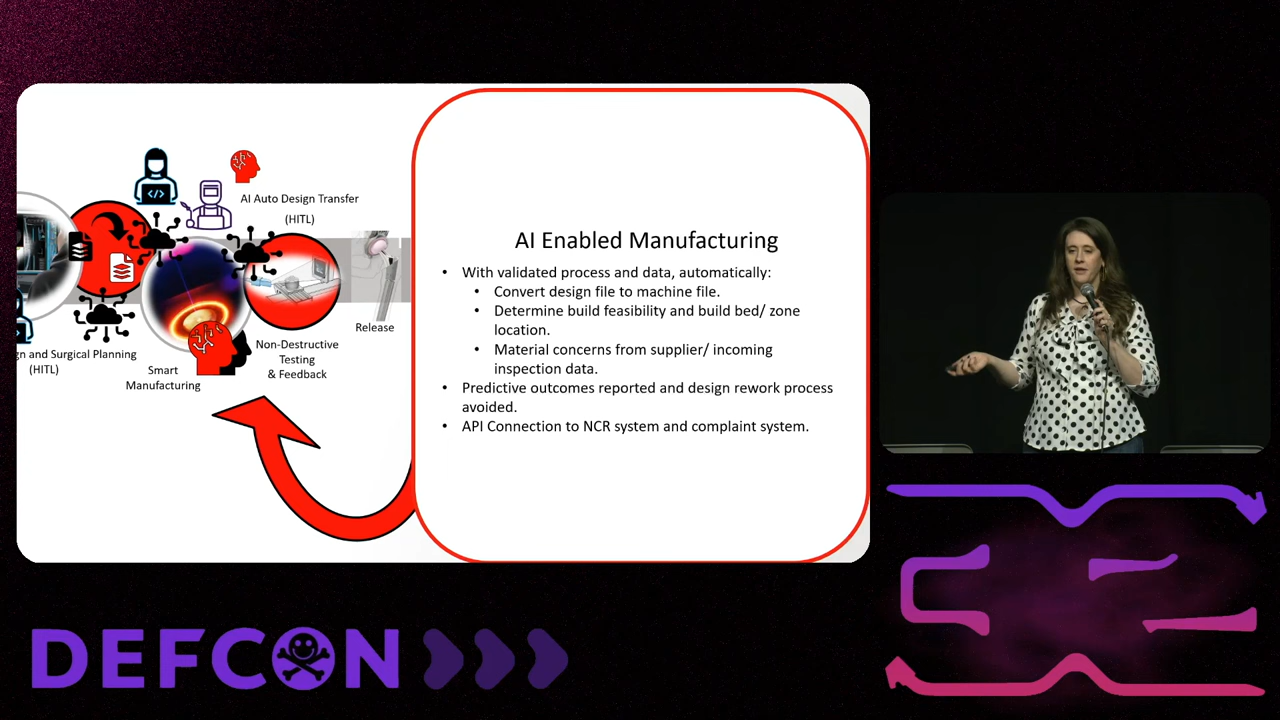 AI Auto Design Transfer
(HITL)
gn and Surgical Planning
(HITL)
Smart
Manufacturing
Non-Destructive
Testing
& Feedback
Release
AI Enabled Manufacturing
• With validated process and data, automatically:
• Convert design file to machine file.
• Determine build feasibility and build bed/ zone
location.
• Material concerns from supplier/ incoming
inspection data.
• Predictive outcomes reported and design rework process
avoided.
• API Connection to NCR system and complaint system.
DEFCON